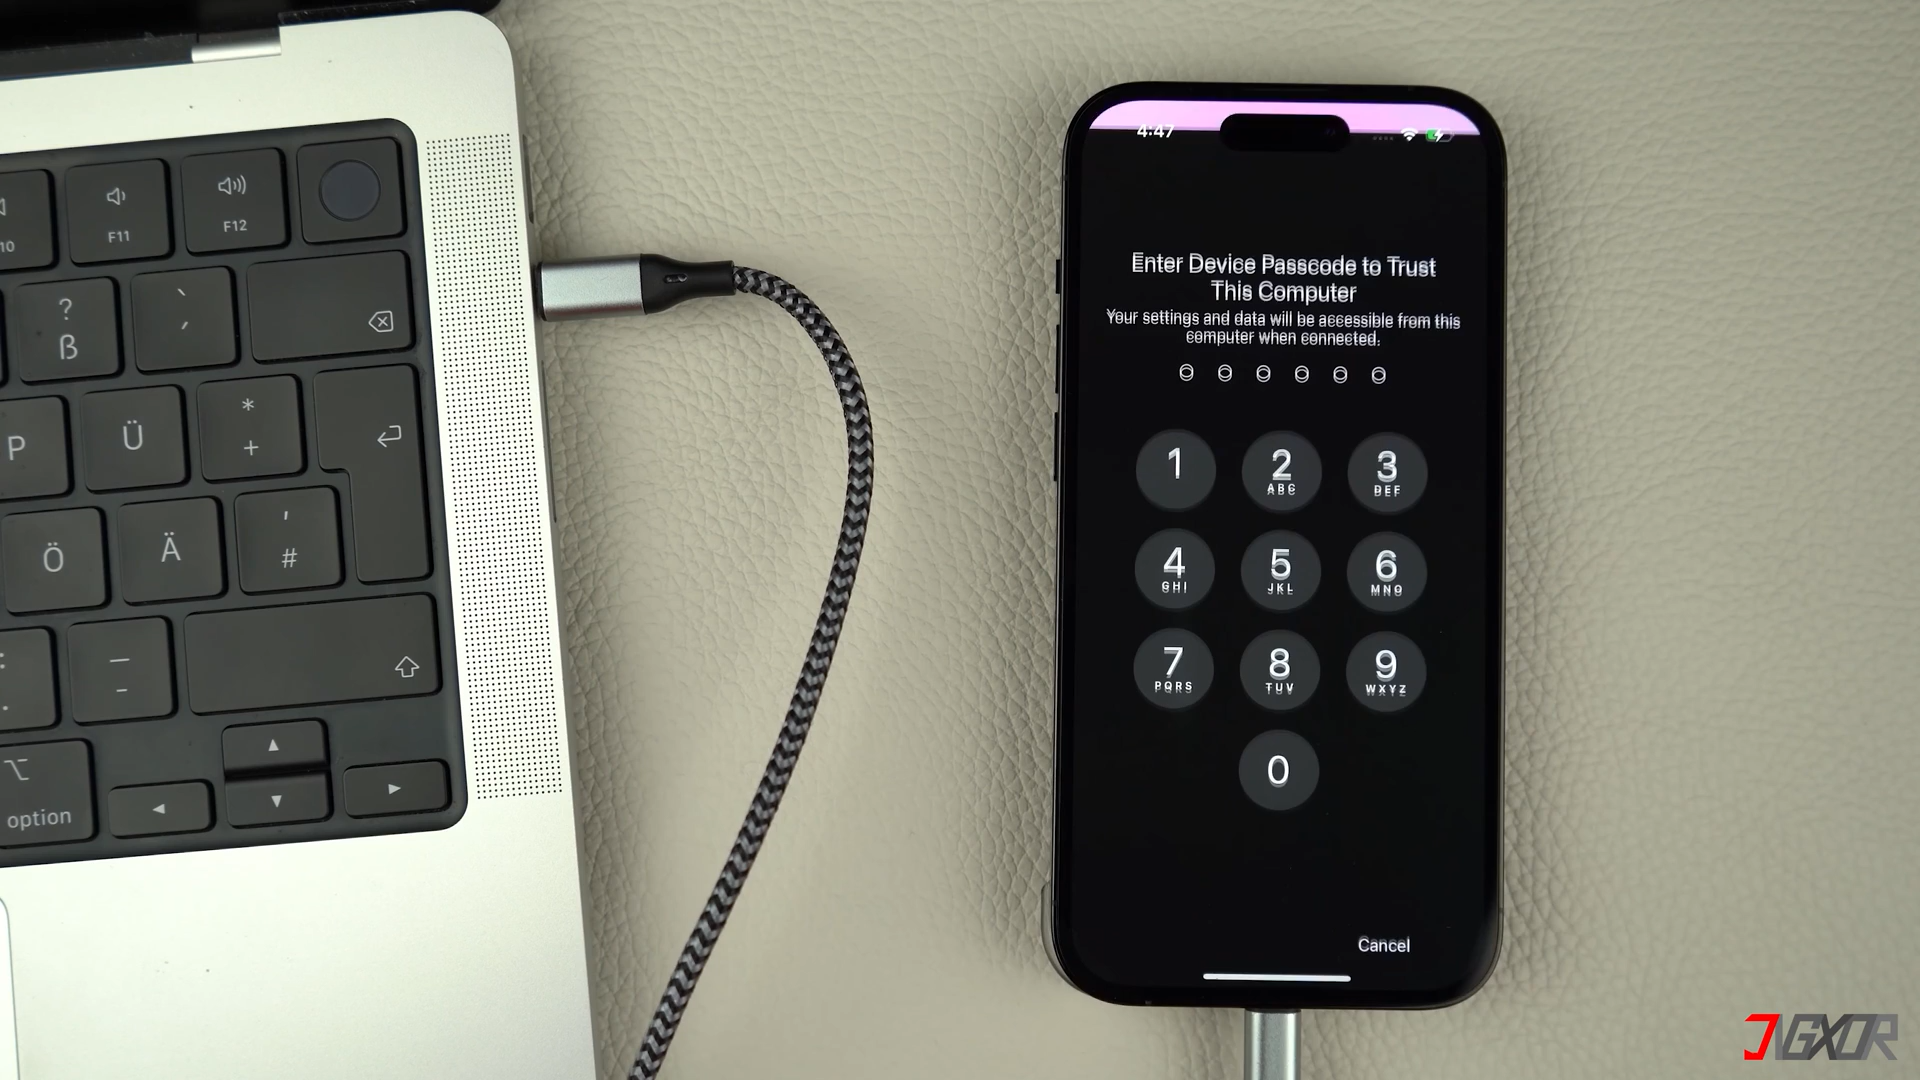 4:47
Enter Device Passcode to Trust
This Computer
Your settings and data will be accessible from this
computer when connected.
1
2
ABC
3
DEF
4
GHI
5
JKL
6
MNO
7
PQRS
8
TUV
9
WXYZ
0
Cancel
10
F11
F12
?
ß
`
´
P
Ü
*
+
Ö
Ä
'
#
:
.
_
-
option
JIGXOR